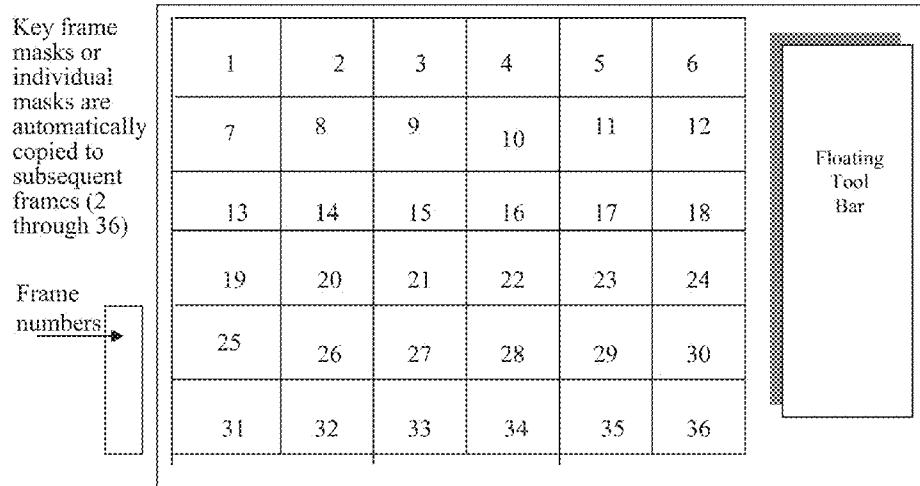 Key frame
masks or
individual
masks are
automatically
copied to
subsequent
frames (2
through 36)
Frame
numbers
1 2 3 4 5 6
7 8 9 10 11 12
13 14 15 16 17 18
19 20 21 22 23 24
25 26 27 28 29 30
31 32 33 34 35 36
Floating
Tool
Bar